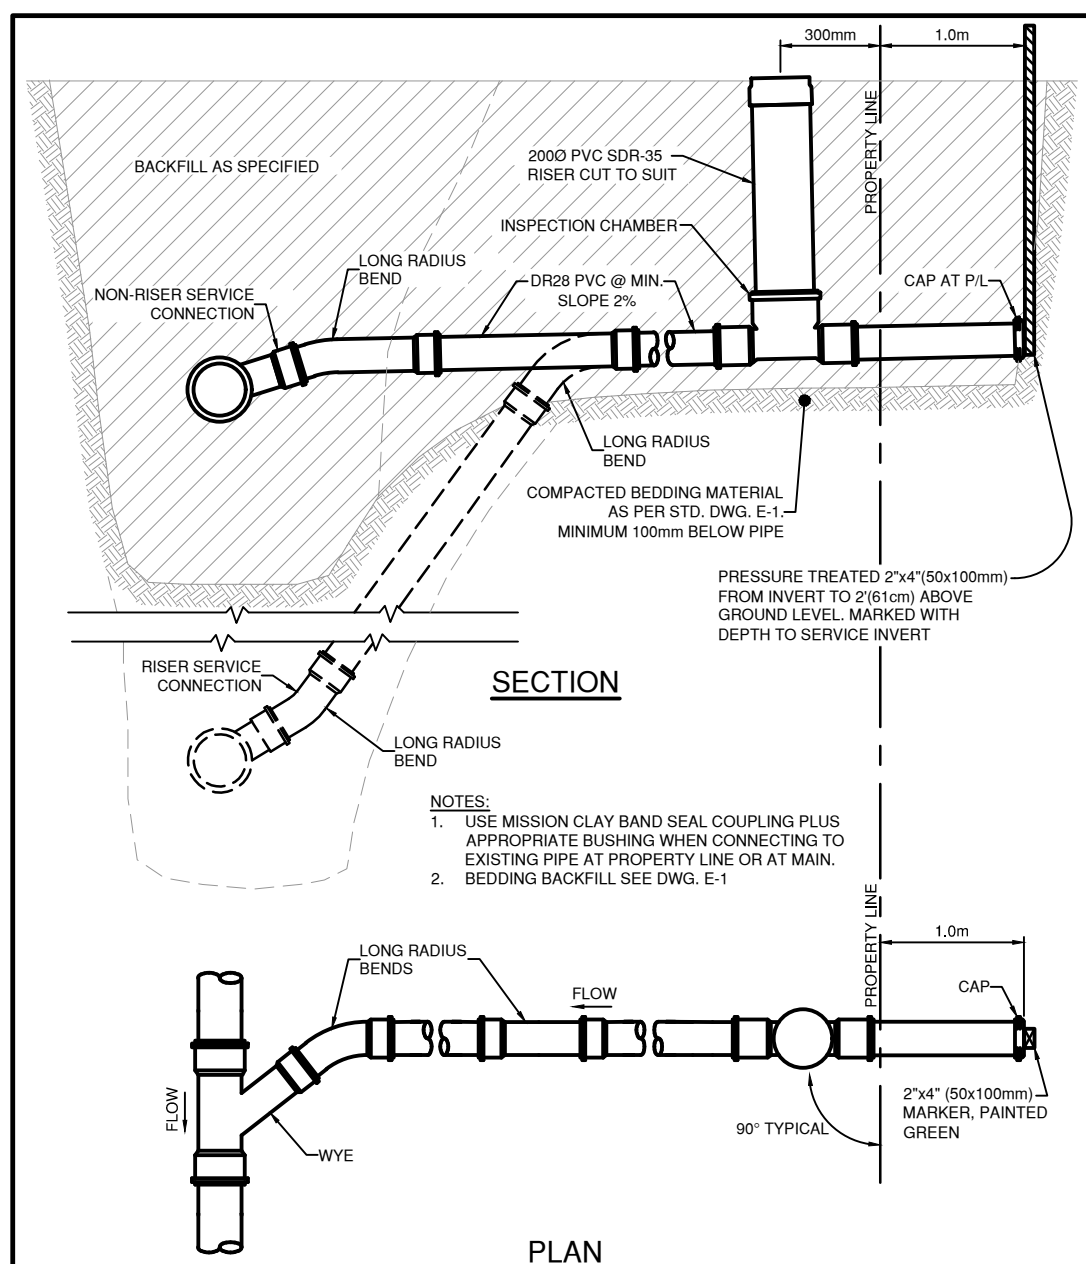 300mm
1.0m
PROPERTY LINE
BACKFILL AS SPECIFIED
200Ø PVC SDR-35
RISER CUT TO SUIT
INSPECTION CHAMBER
LONG RADIUS
BEND
DR28 PVC @ MIN.
SLOPE 2%
CAP AT P/L
NON-RISER SERVICE
CONNECTION
LONG RADIUS
BEND
COMPACTED BEDDING MATERIAL
AS PER STD. DWG. E-1.
MINIMUM 100mm BELOW PIPE
PRESSURE TREATED 2"x4"(50x100mm)
FROM INVERT TO 2'(61cm) ABOVE
GROUND LEVEL. MARKED WITH
DEPTH TO SERVICE INVERT
RISER SERVICE
CONNECTION
SECTION
LONG RADIUS
BEND
NOTES:
1. USE MISSION CLAY BAND SEAL COUPLING PLUS
APPROPRIATE BUSHING WHEN CONNECTING TO
EXISTING PIPE AT PROPERTY LINE OR AT MAIN.
2. BEDDING BACKFILL SEE DWG. E-1
PROPERTY LINE
1.0m
LONG RADIUS
BENDS
FLOW
CAP
FLOW
WYE
90° TYPICAL
2"x4" (50x100mm)
MARKER, PAINTED
GREEN
PLAN